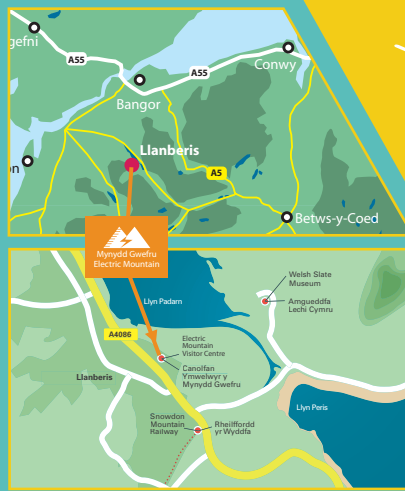 gefni
A55
A55
Conwy
Bangor
Llanberis
A5
n
Betws-y-Coed
Mynydd Gwefru
Electric Mountain
Welsh Slate
Museum
Amgueddfa
Lechi Cymru
Llyn Padarn
A4086
Electric
Mountain
Visitor Centre
Canolfan
Ymwelwyr y
Mynydd Gwefru
Llanberis
Llyn Peris
Snowdon
Mountain
Railway
Rheilffordd
yr Wyddfa